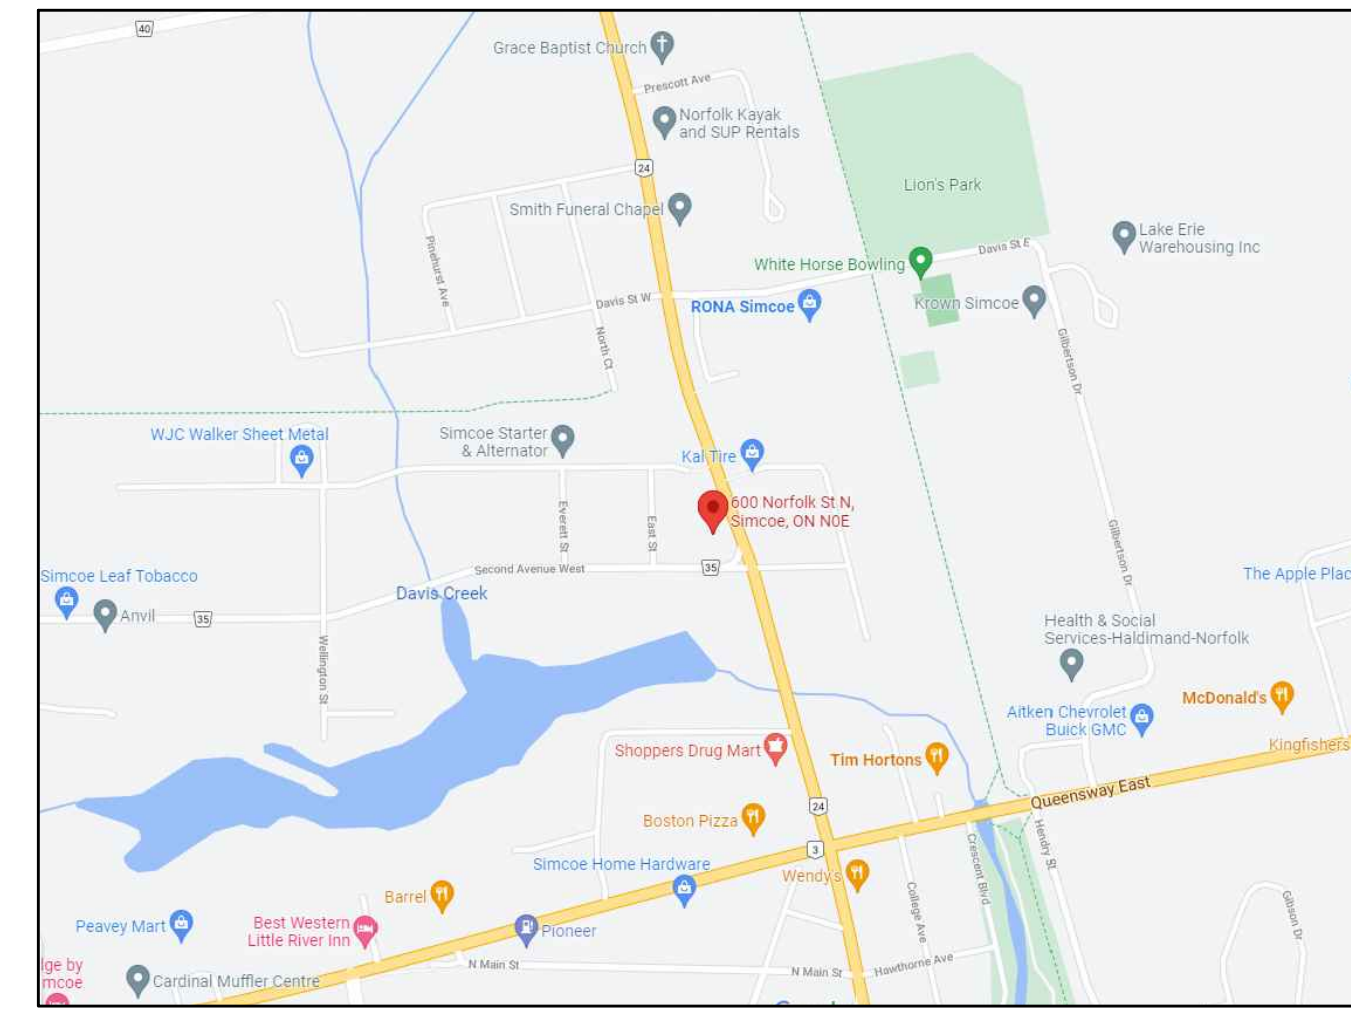 40
Grace Baptist Church
Prescott Ave
Norfolk Kayak
and SUP Rentals
24
Lion's Park
Smith Funeral Chapel
Lake Erie
Warehousing Inc
Pinehurst Ave
Davis St E
White Horse Bowling
Davis St W
RONA Simcoe
Krown Simcoe
North Ct
Gilbertson Dr
WJC Walker Sheet Metal
Simcoe Starter
& Alternator
Kal Tire
600 Norfolk St N,
Simcoe, ON N0E
Everett St
East St
Gilbertson Dr
Second Avenue West
35
Simcoe Leaf Tobacco
The Apple Plac
Davis Creek
Anvil
35
Health & Social
Services-Haldimand-Norfolk
Wellington St
McDonald's
Aitken Chevrolet
Buick GMC
Kingfishers
Shoppers Drug Mart
Tim Hortons
Queensway East
24
Boston Pizza
3
Hendry St
Simcoe Home Hardware
Crescent Blvd
Wendy's
Barrel
College Ave
Gibson Dr
Peavey Mart
Best Western
Little River Inn
Pioneer
lge by
mcoe
N Main St
N Main St
Hawthorne Ave
Cardinal Muffler Centre